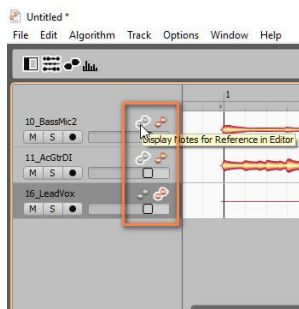 Untitled *
File Edit Algorithm Track Options Window Help
1
10_BassMic2
Display Notes for Reference in Editor
M S
11_AcGtrDI
M S
16_LeadVox
M S